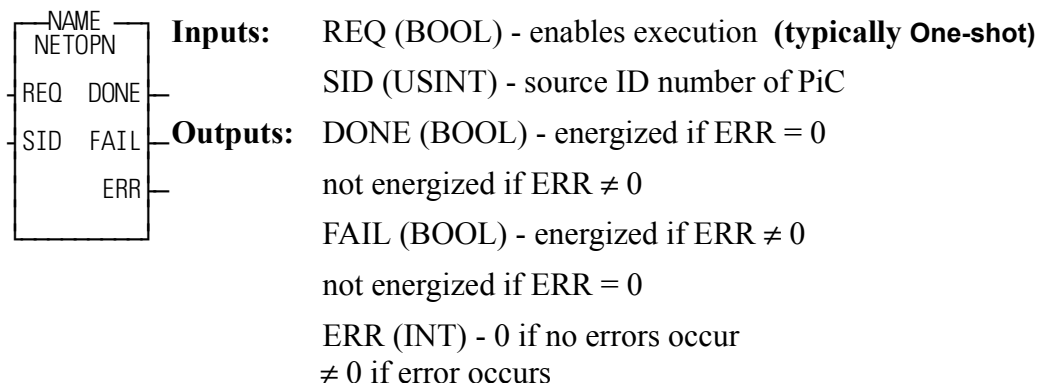 NAME
NETOPN
REQ DONE
SID FAIL
ERR
Inputs: REQ (BOOL) - enables execution (typically One-shot)
SID (USINT) - source ID number of PiC
Outputs: DONE (BOOL) - energized if ERR = 0
not energized if ERR ≠ 0
FAIL (BOOL) - energized if ERR ≠ 0
not energized if ERR = 0
ERR (INT) - 0 if no errors occur
≠ 0 if error occurs